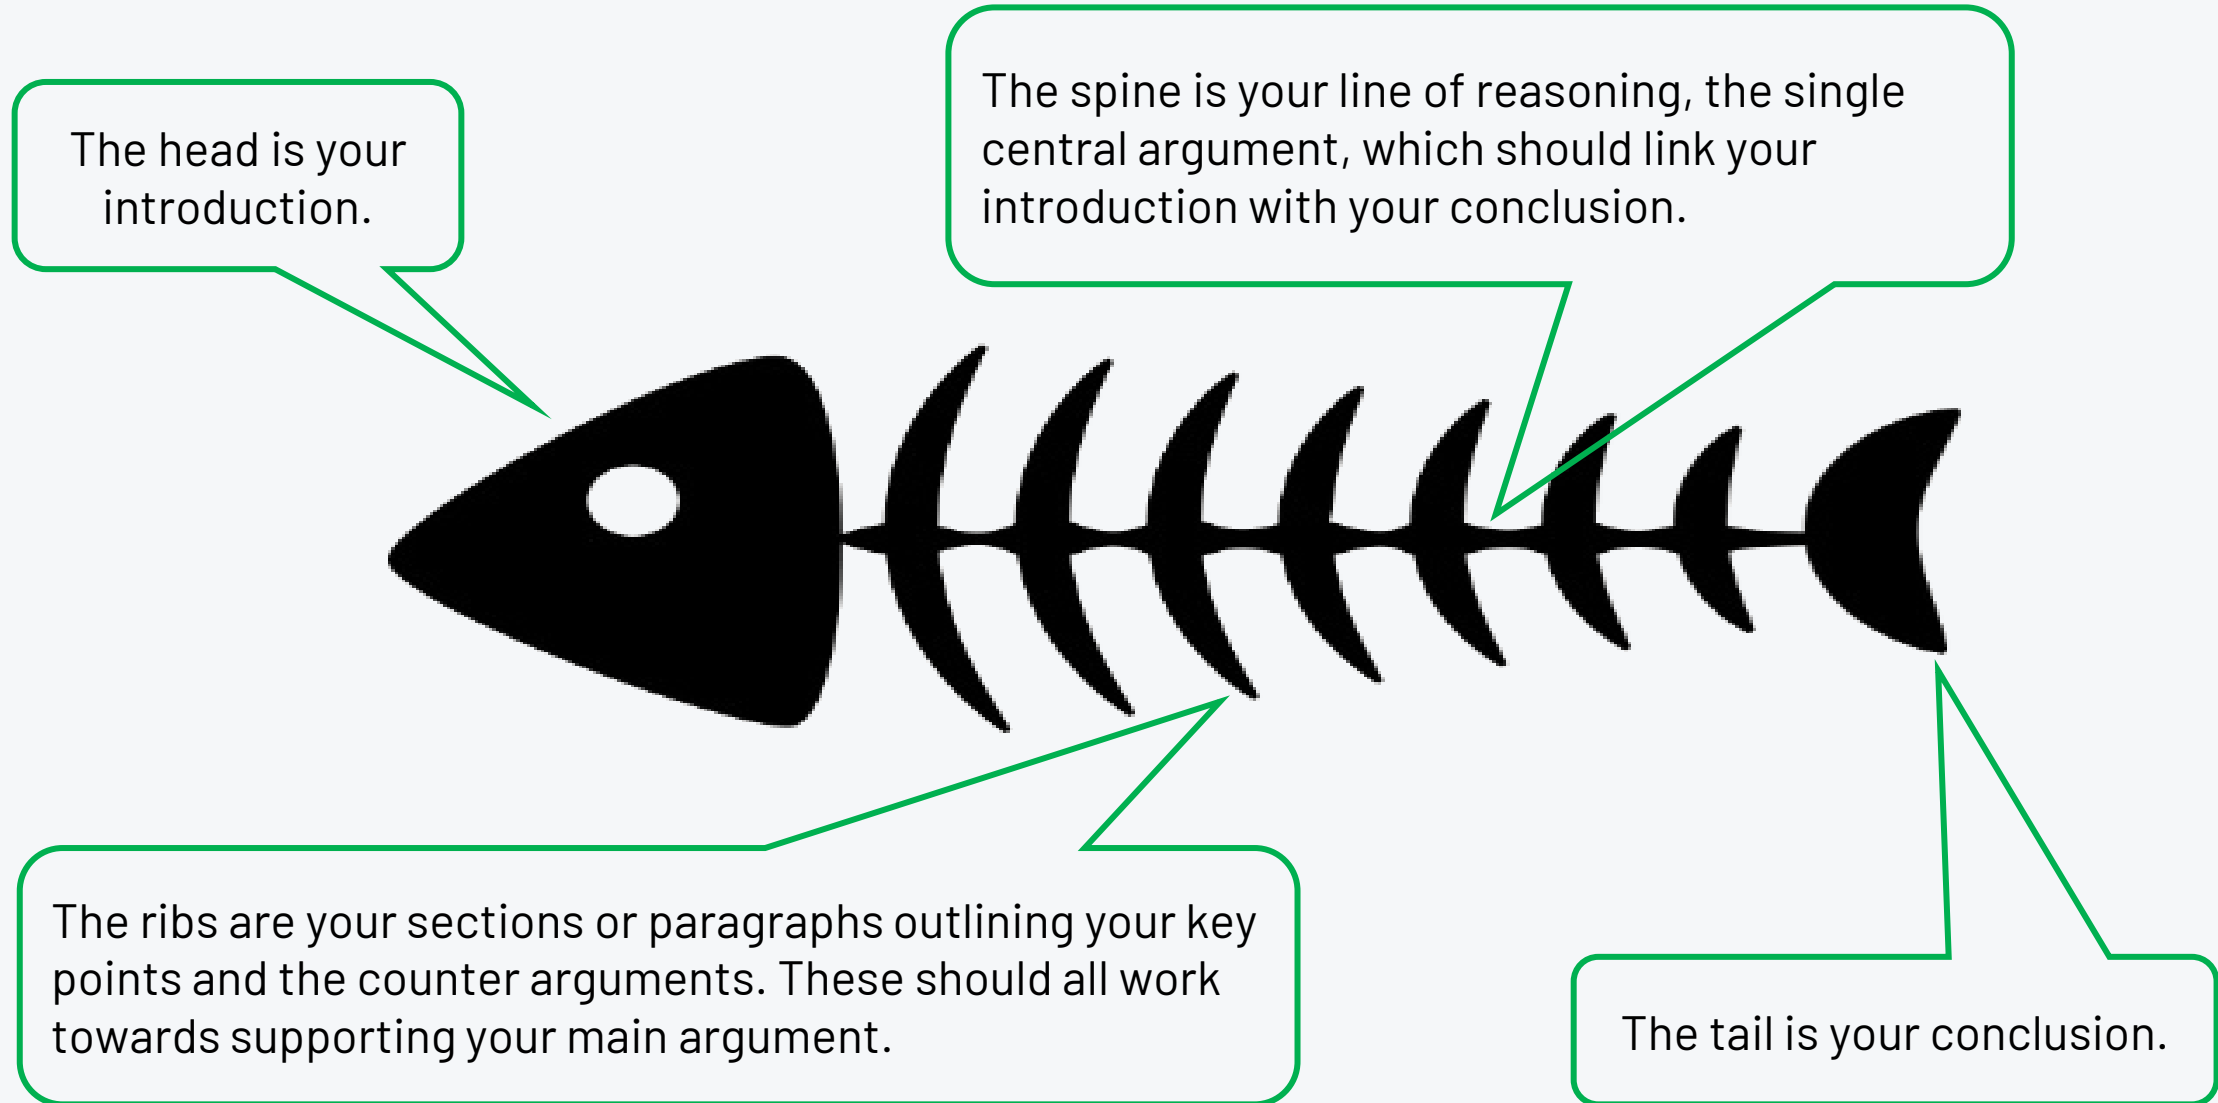 The head is your
introduction.
The spine is your line of reasoning, the single
central argument, which should link your
introduction with your conclusion.
The ribs are your sections or paragraphs outlining your key
points and the counter arguments. These should all work
towards supporting your main argument.
The tail is your conclusion.